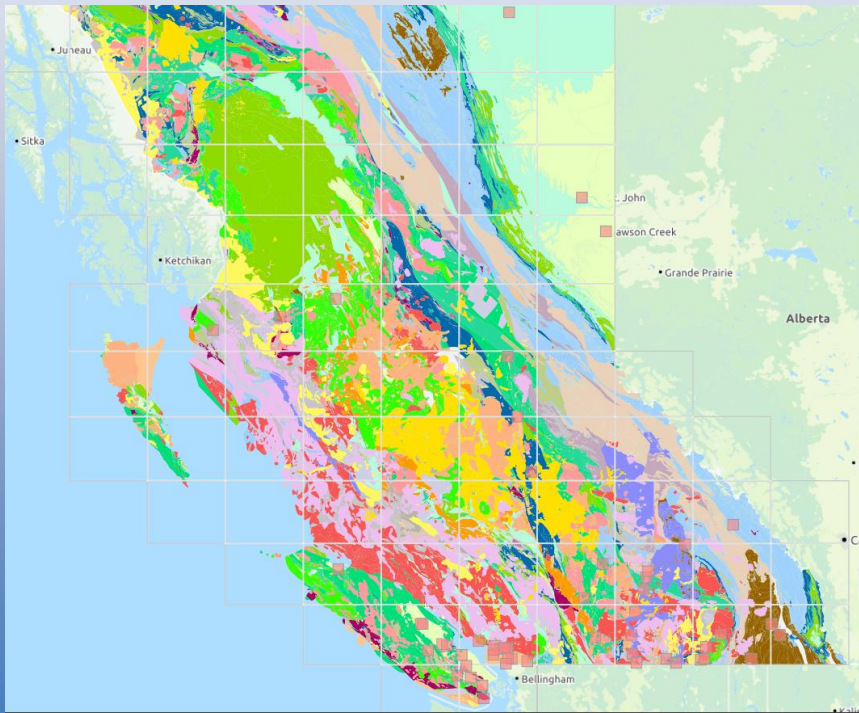 Juneau
Sitka
. John
awson Creek
Ketchikan
Grande Prairie
Alberta
Bellingham